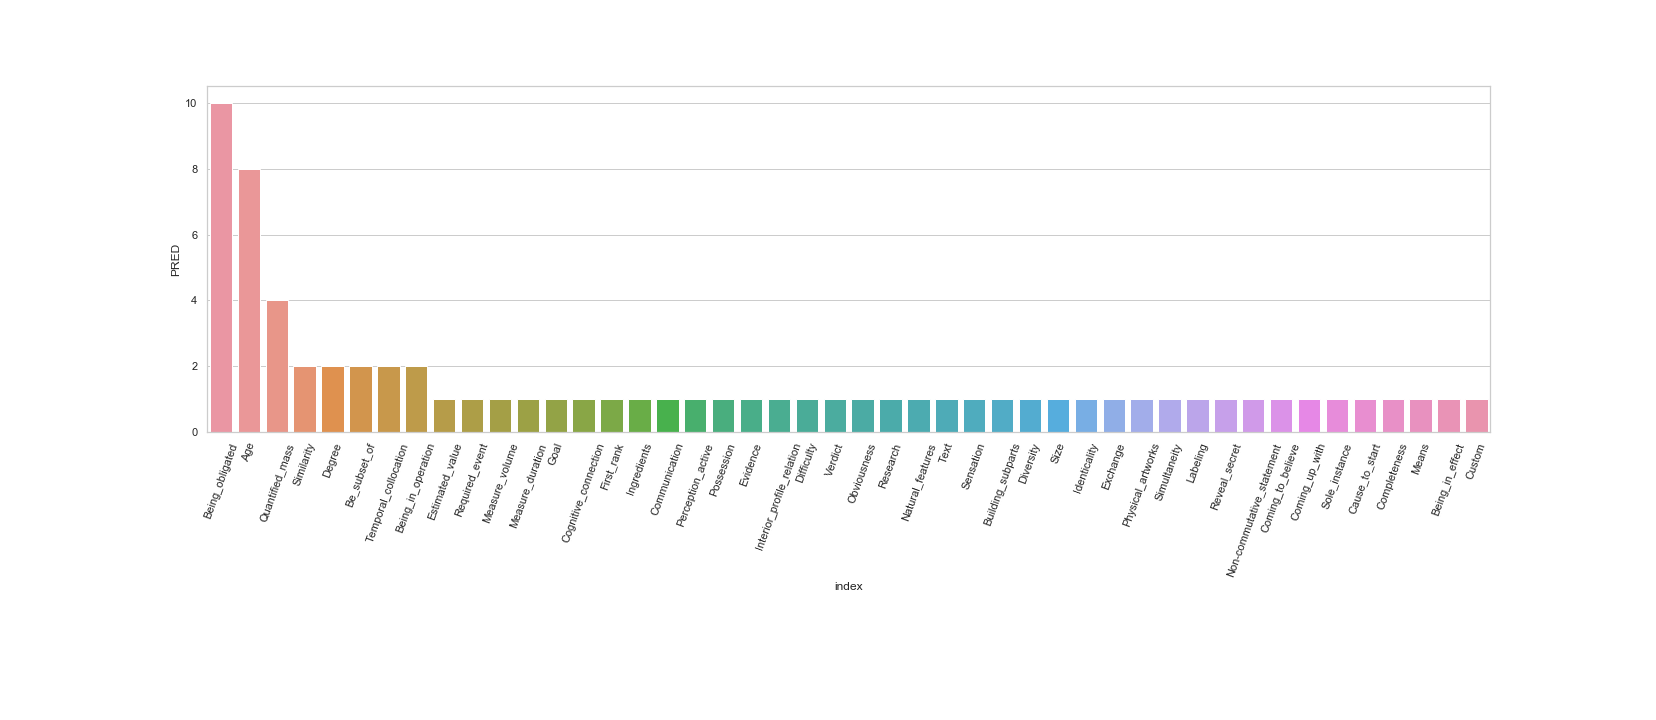 10
8
6
4
2
0
PRED
Being_obligated
Age
Quantified_mass
Similarity
Degree
Be_subset_of
Temporal_collocation
Being_in_operation
Estimated_value
Required_event
Measure_volume
Measure_duration
Goal
Cognitive_connection
First_rank
Ingredients
Communication
Perception_active
Possession
Evidence
Interior_profile_relation
Difficulty
Verdict
Obviousness
Research
Natural_features
Text
Sensation
Building_subparts
Diversity
Size
Identicality
Exchange
Physical_artworks
Simultaneity
Labeling
Reveal_secret
Non-commutative_statement
Coming_to_believe
Coming_up_with
Sole_instance
Cause_to_start
Completeness
Means
Being_in_effect
Custom
index